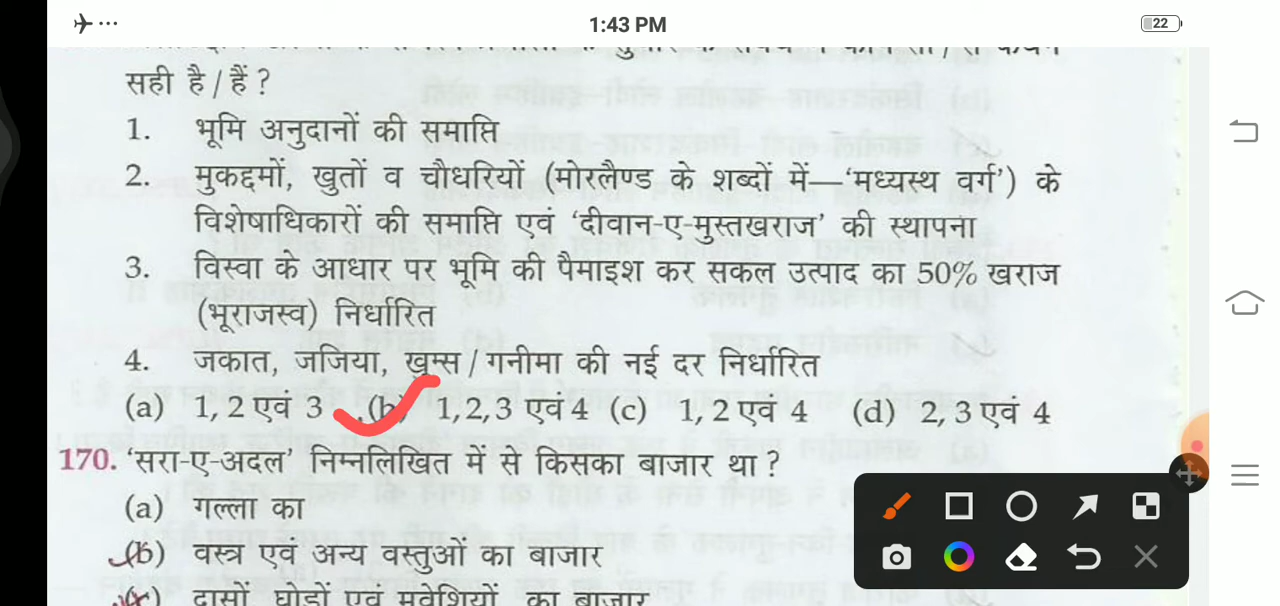 1:43 PM
22
सही है / हैं ?
1. भूमि अनुदानों की समाप्ति
2. मुकद्दमों, खुतों व चौधरियों (मोरलैण्ड के शब्दों में—‘मध्यस्थ वर्ग’) के
विशेषाधिकारों की समाप्ति एवं ‘दीवान-ए-मुस्तखराज’ की स्थापना
3. विस्वा के आधार पर भूमि की पैमाइश कर सकल उत्पाद का 50% खराज
(भूराजस्व) निर्धारित
4. जकात, जजिया, खुम्स / गनीमा की नई दर निर्धारित
(a) 1, 2 एवं 3 (b) 1, 2, 3 एवं 4 (c) 1, 2 एवं 4 (d) 2, 3 एवं 4
170. ‘सरा-ए-अदल’ निम्नलिखित में से किसका बाजार था ?
(a) गल्ला का
(b) वस्त्र एवं अन्य वस्तुओं का बाजार
(c) दासों, घोड़ों एवं मवेशियों का बाजार